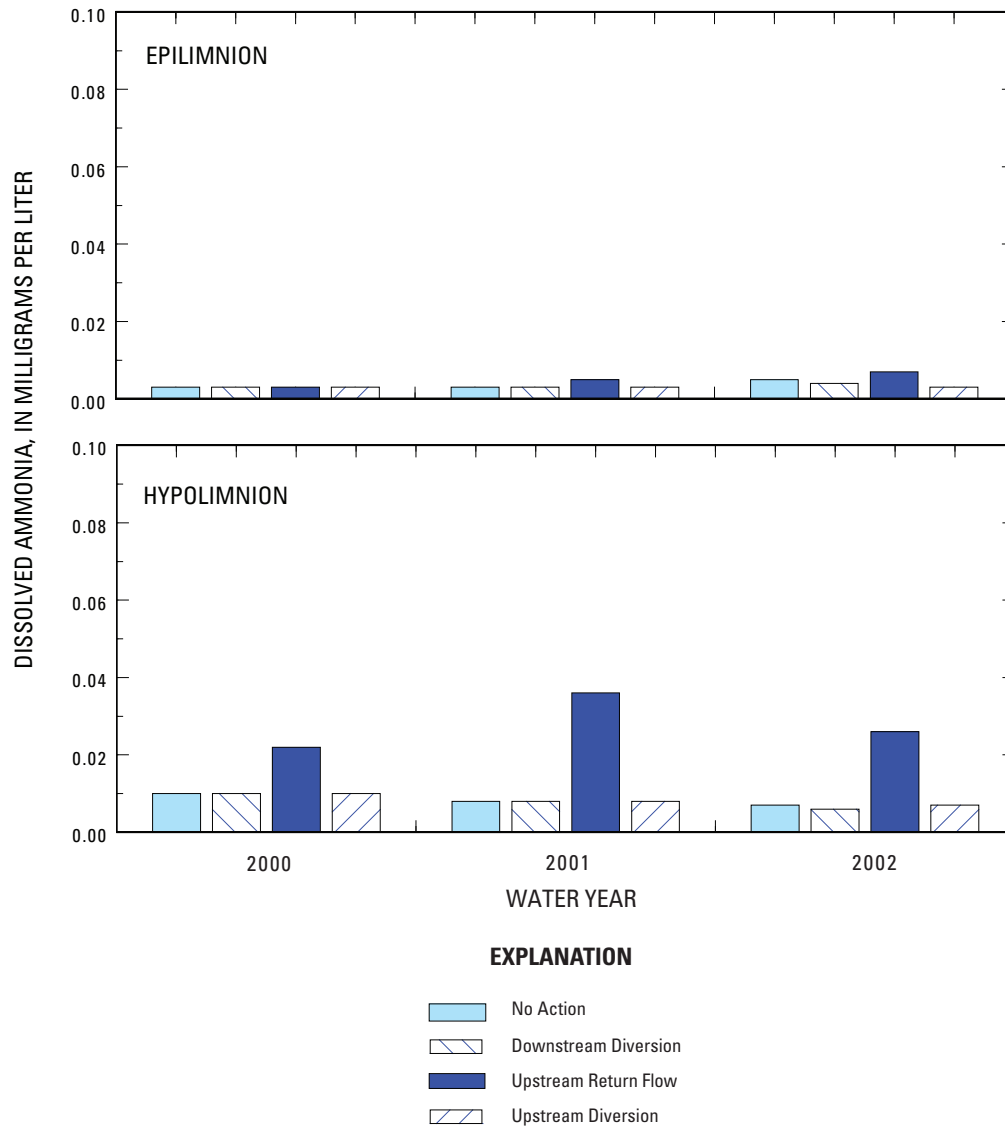 DISSOLVED AMMONIA, IN MILLIGRAMS PER LITER
0.10
EPILIMNION
0.08
0.06
0.04
0.02
0.00
0.10
HYPOLIMNION
0.08
0.06
0.04
0.02
0.00
2000 2001 2002
WATER YEAR
EXPLANATION
No Action
Downstream Diversion
Upstream Return Flow
Upstream Diversion